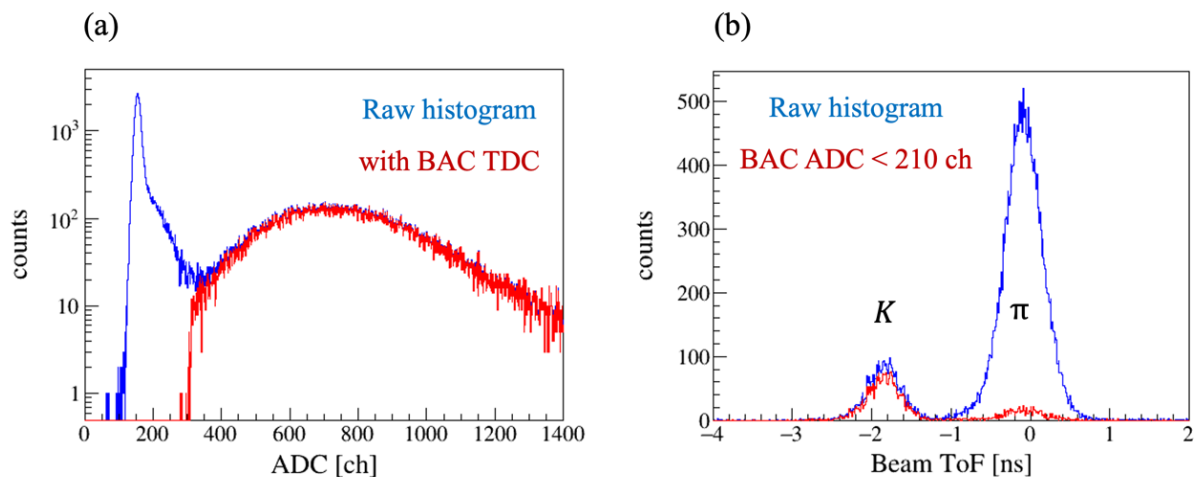 (a)
Raw histogram
with BAC TDC
counts
10³
10²
10
1
0 200 400 600 800 1000 1200 1400
ADC [ch]
(b)
Raw histogram
BAC ADC < 210 ch
K
π
counts
500
400
300
200
100
0
−4 −3 −2 −1 0 1 2
Beam ToF [ns]